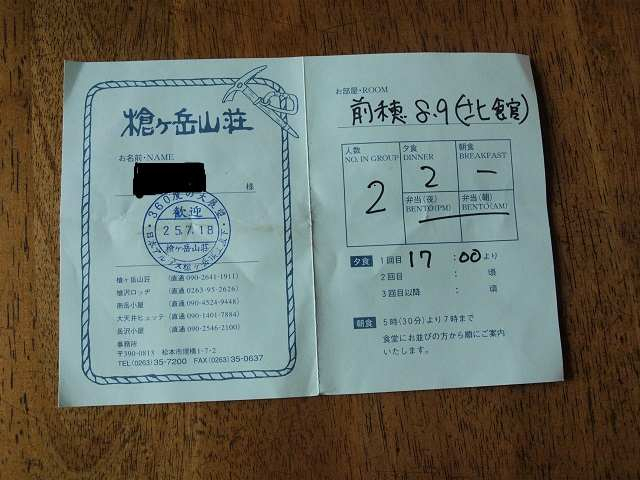 槍ヶ岳山荘
お名前・NAME
様
360度の大展望
歓迎
25.7.18
槍ヶ岳山荘
槍ヶ岳山荘 (直通 090-2641-1911)
槍沢ロッヂ (直通 0263-95-2626)
南岳小屋 (直通 090-4524-9448)
大天井ヒュッテ (直通 090-1401-7884)
岳沢小屋 (直通 090-2546-2100)
事務所
〒390-0813 松本市埋橋1-7-2
TEL(0263)35-7200 FAX(0263)35-0637
お部屋・ROOM
前穂 8.9(北館)
人数
NO. IN GROUP
夕食
DINNER
朝食
BREAKFAST
2
2
一
弁当(夜)
BENTO(PM)
弁当(朝)
BENTO(AM)
夕食 1回目 17:00より
2回目 : 頃
3回目以降 : 頃
朝食 5時(30分)より7時まで
食堂にお並びの方から順にご案内
いたします。